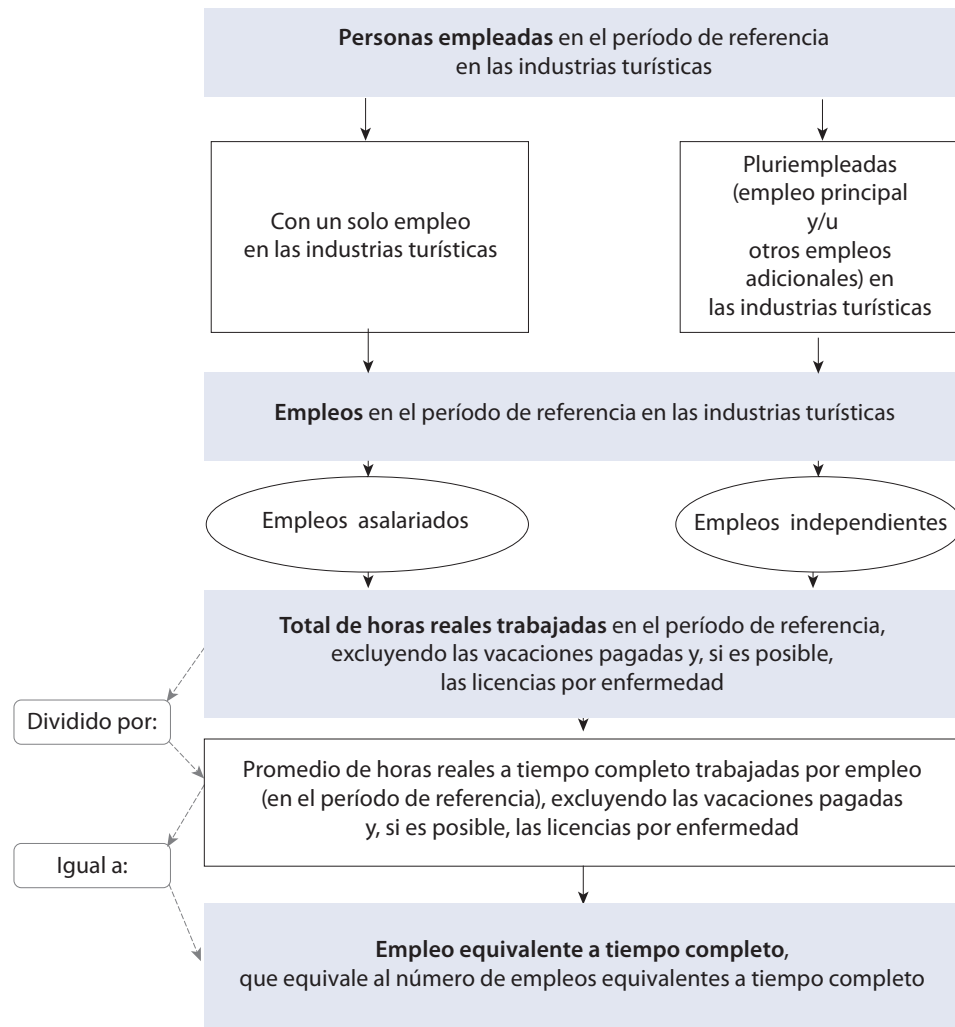 Personas empleadas en el período de referencia
en las industrias turísticas
Con un solo empleo
en las industrias turísticas
Pluriempleadas
(empleo principal
y/u
otros empleos
adicionales) en
las industrias turísticas
Empleos en el período de referencia en las industrias turísticas
Empleos asalariados
Empleos independientes
Total de horas reales trabajadas en el período de referencia,
excluyendo las vacaciones pagadas y, si es posible,
las licencias por enfermedad
Dividido por:
Promedio de horas reales a tiempo completo trabajadas por empleo
(en el período de referencia), excluyendo las vacaciones pagadas
y, si es posible, las licencias por enfermedad
Igual a:
Empleo equivalente a tiempo completo,
que equivale al número de empleos equivalentes a tiempo completo